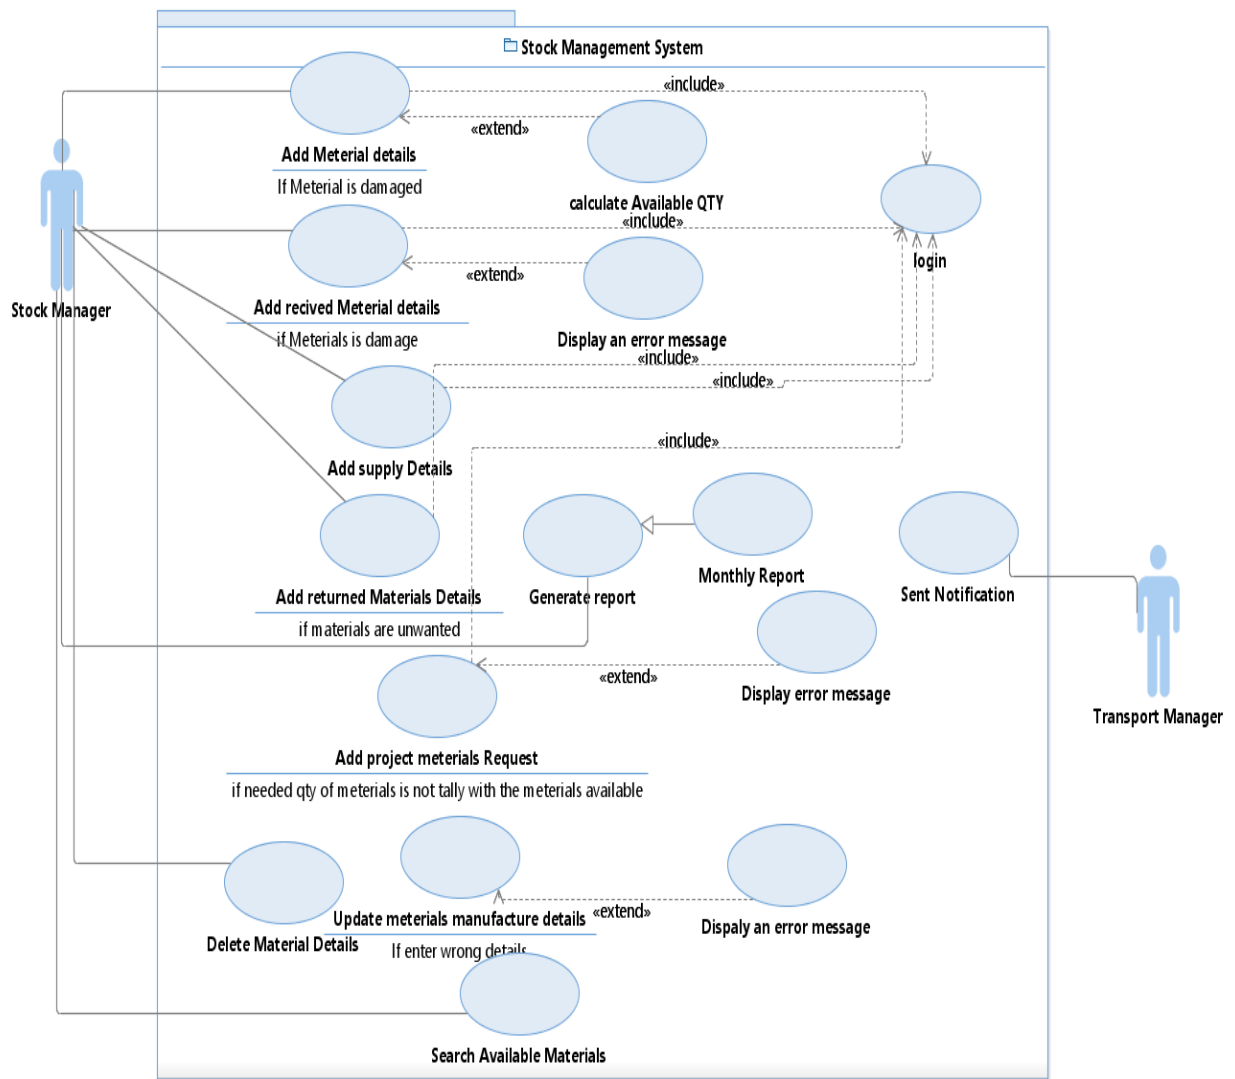 Stock Management System
«include»
«extend»
Add Meterial details
If Meterial is damaged
calculate Available QTY
«include»
login
«extend»
Stock Manager
Add recived Meterial details
if Meterials is damage
Display an error message
«include»
«include»
«include»
Add supply Details
Monthly Report
Sent Notification
Add returned Materials Details
Generate report
if materials are unwanted
«extend»
Display error message
Transport Manager
Add project meterials Request
if needed qty of meterials is not tally with the meterials available
Update meterials manufacture details
«extend»
Dispaly an error message
Delete Material Details
If enter wrong details
Search Available Materials